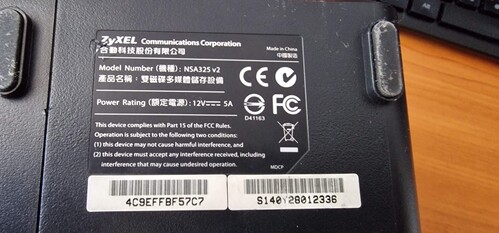 ZyXEL Communications Corporation
合勤科技股份有限公司
Made in China
中國製造
Model Number (機種) : NSA325 v2
產品名稱 : 雙磁碟多媒體儲存設備
Power Rating (額定電源) : 12V⎓ 5A
CE
FC
D41163
This device complies with Part 15 of the FCC Rules.
Operation is subject to the following two conditions:
(1) this device may not cause harmful interference, and
(2) this device must accept any interference received, including
interference that may cause undesired operation.
MDCP
4C9EFFBF57C7
S140Y28012336